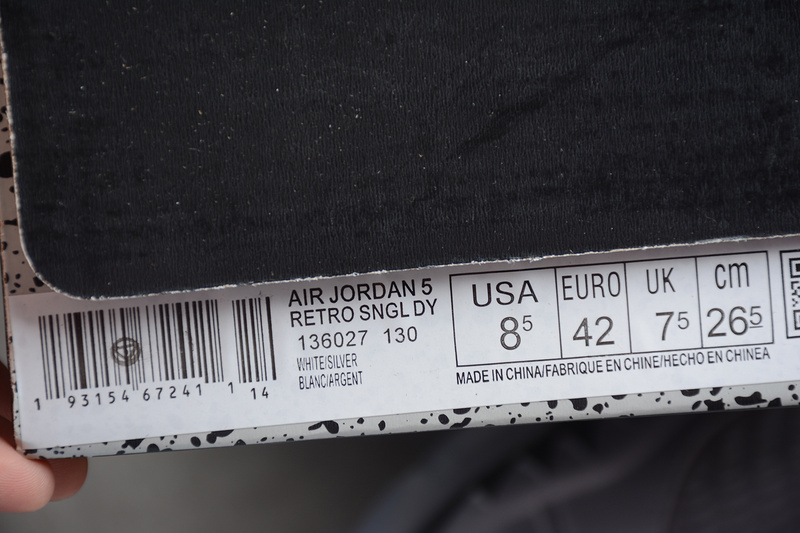 AIR JORDAN 5
RETRO SNGL DY
136027 130
WHITE/SILVER
BLANC/ARGENT
1 93154 67241 1 14
USA EURO UK cm
8⁵ 42 7⁵ 26⁵
MADE IN CHINA/FABRIQUE EN CHINE/HECHO EN CHINEA